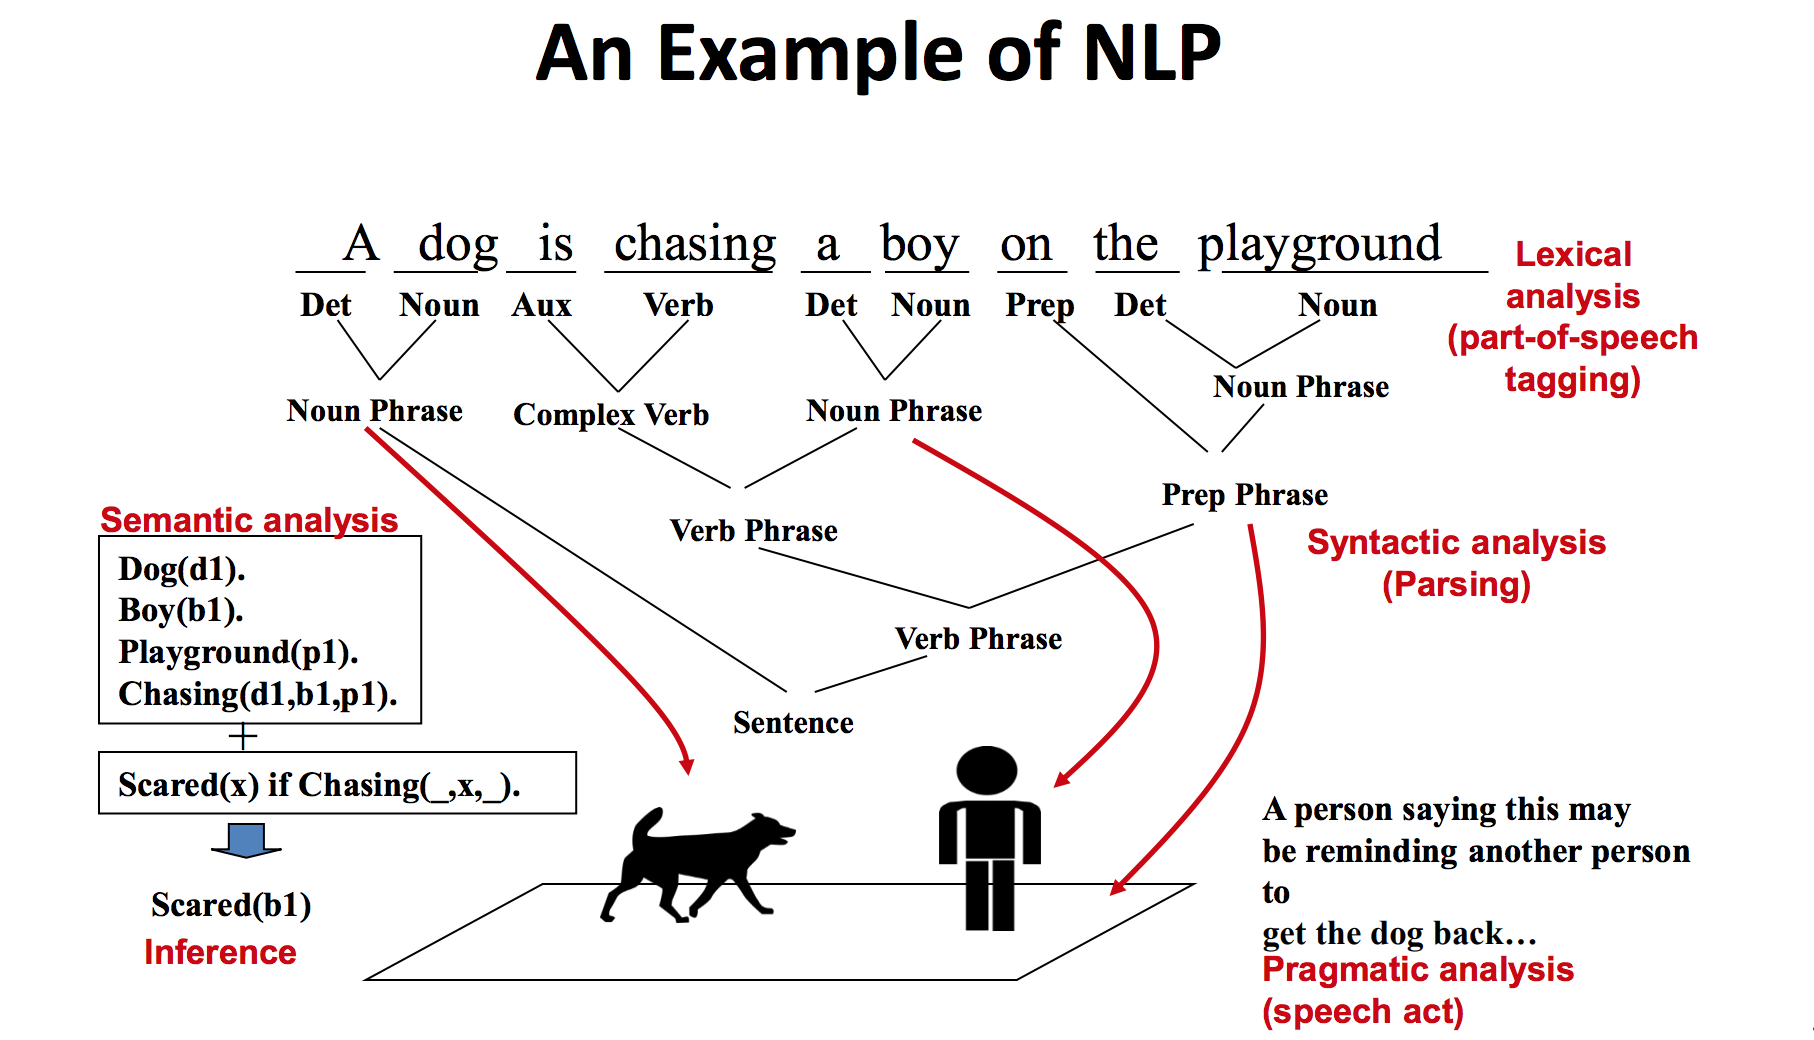 An Example of NLP
A dog is chasing a boy on the playground
Lexical
analysis
(part-of-speech
tagging)
Det Noun Aux Verb Det Noun Prep Det Noun
Noun Phrase
Noun Phrase Complex Verb Noun Phrase
Prep Phrase
Semantic analysis
Verb Phrase
Syntactic analysis
(Parsing)
Dog(d1).
Boy(b1).
Playground(p1).
Chasing(d1,b1,p1).
Verb Phrase
Sentence
+
Scared(x) if Chasing(_,x,_).
Scared(b1)
Inference
A person saying this may
be reminding another person
to
get the dog back…
Pragmatic analysis
(speech act)